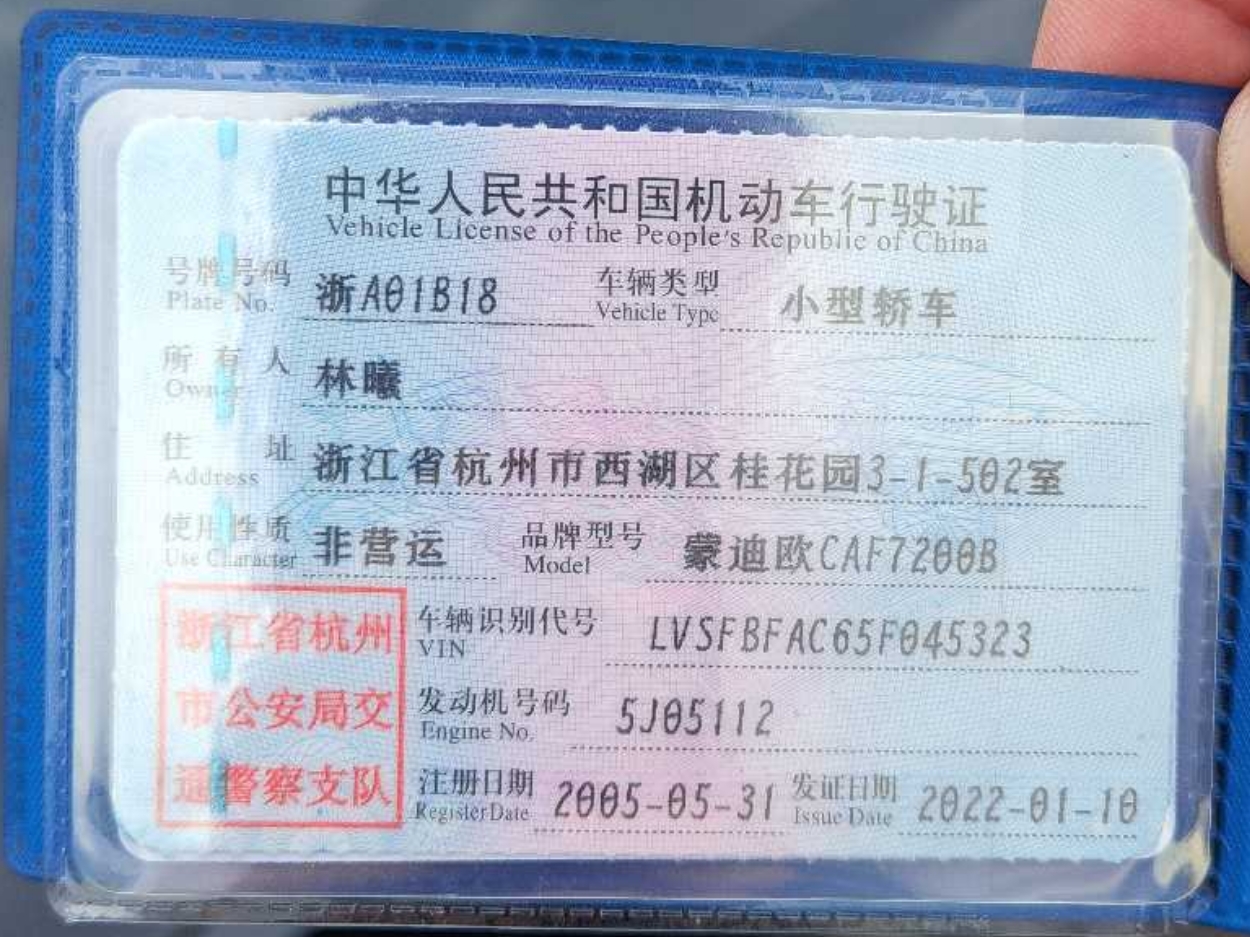 中华人民共和国机动车行驶证
Vehicle License of the People's Republic of China
号牌号码 浙A01B18 车辆类型 小型轿车
Plate No. Vehicle Type
所有人 林曦
Owner
住址 浙江省杭州市西湖区桂花园3-1-502室
Address
使用性质 非营运 品牌型号 蒙迪欧CAF7200B
Use Character Model
浙江省杭州 车辆识别代号 LVSFBFAC65F045323
VIN
市公安局交 发动机号码 5J05112
Engine No.
通警察支队 注册日期 2005-05-31 发证日期 2022-01-10
Register Date Issue Date